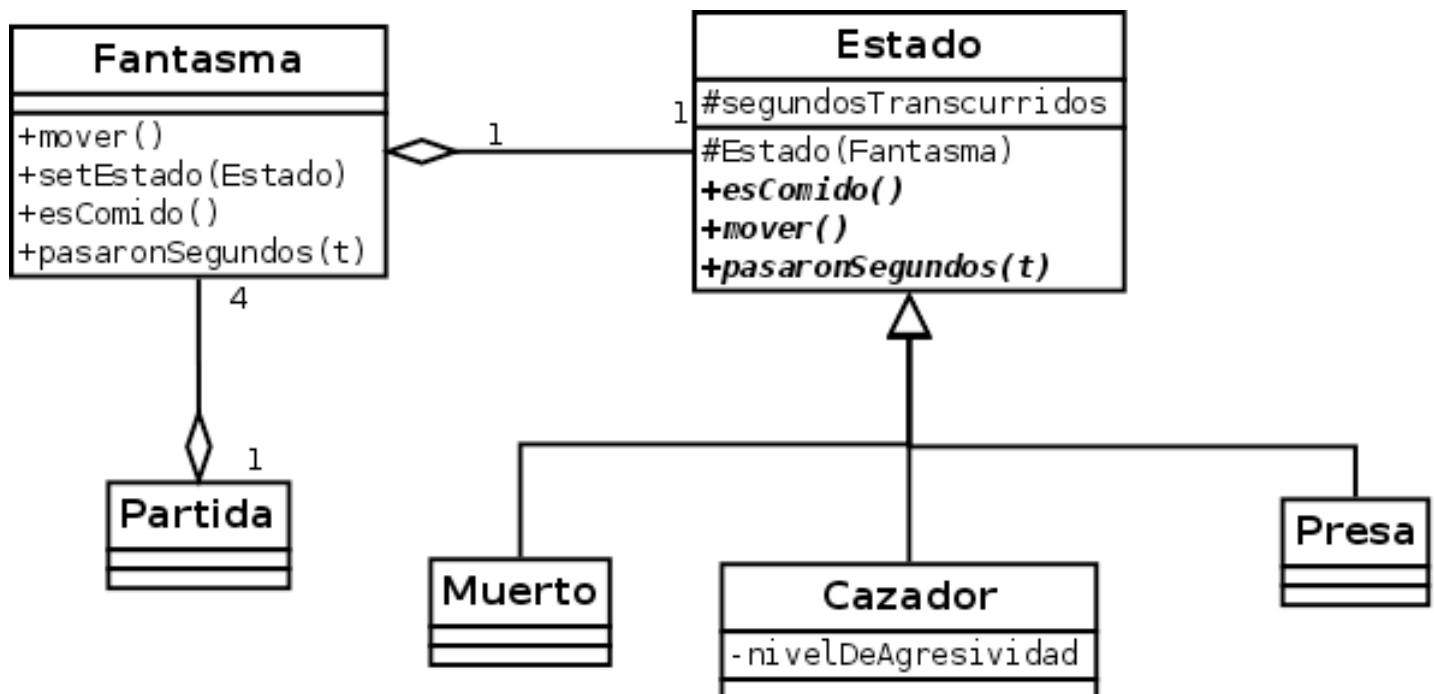 Fantasma
+mover()
+setEstado(Estado)
+esComido()
+pasaronSegundos(t)
1
1
Estado
#segundosTranscurridos
#Estado(Fantasma)
+esComido()
+mover()
+pasaronSegundos(t)
4
1
Partida
Muerto
Cazador
-nivelDeAgresividad
Presa